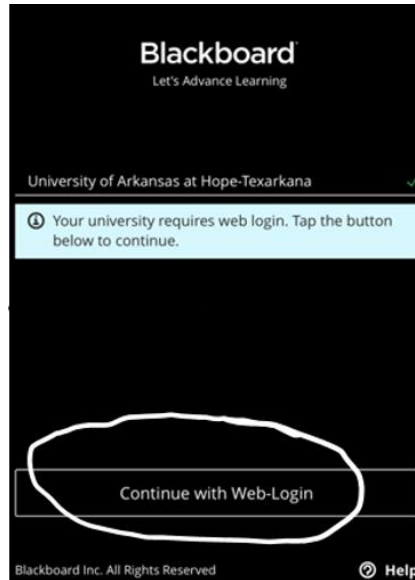 Blackboard
Let's Advance Learning
University of Arkansas at Hope-Texarkana
Your university requires web login. Tap the button
below to continue.
Continue with Web-Login
Blackboard Inc. All Rights Reserved
Help